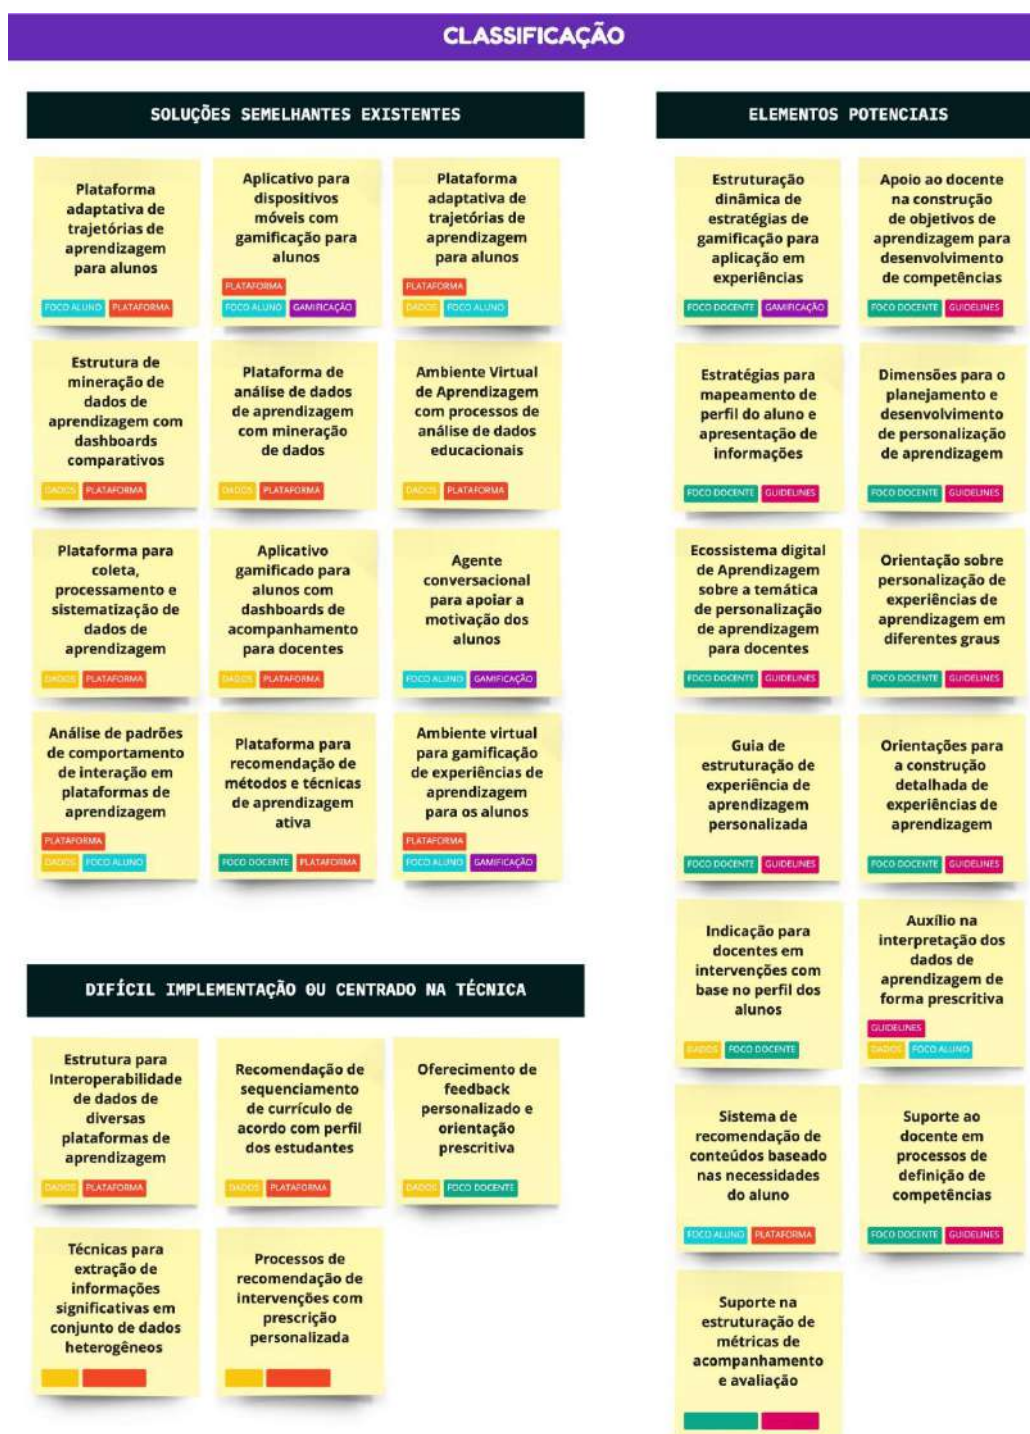 CLASSIFICAÇÃO
SOLUÇÕES SEMELHANTES EXISTENTES
Plataforma
adaptativa de
trajetórias de
aprendizagem
para alunos
FOCO ALUNO PLATAFORMA
Aplicativo para
dispositivos
móveis com
gamificação para
alunos
PLATAFORMA
FOCO ALUNO GAMIFICAÇÃO
Plataforma
adaptativa de
trajetórias de
aprendizagem
para alunos
PLATAFORMA
DADOS FOCO ALUNO
Estrutura de
mineração de
dados de
aprendizagem com
dashboards
comparativos
DADOS PLATAFORMA
Plataforma de
análise de dados
de aprendizagem
com mineração
de dados
DADOS PLATAFORMA
Ambiente Virtual
de Aprendizagem
com processos de
análise de dados
educacionais
DADOS PLATAFORMA
Plataforma para
coleta,
processamento e
sistematização de
dados de
aprendizagem
DADOS PLATAFORMA
Aplicativo
gamificado para
alunos com
dashboards de
acompanhamento
para docentes
DADOS PLATAFORMA
Agente
conversacional
para apoiar a
motivação dos
alunos
FOCO ALUNO GAMIFICAÇÃO
Análise de padrões
de comportamento
de interação em
plataformas de
aprendizagem
PLATAFORMA
DADOS FOCO ALUNO
Plataforma para
recomendação de
métodos e técnicas
de aprendizagem
ativa
FOCO DOCENTE PLATAFORMA
Ambiente virtual
para gamificação
de experiências de
aprendizagem
para os alunos
PLATAFORMA
FOCO ALUNO GAMIFICAÇÃO
DIFÍCIL IMPLEMENTAÇÃO OU CENTRADO NA TÉCNICA
Estrutura para
Interoperabilidade
de dados de
diversas
plataformas de
aprendizagem
DADOS PLATAFORMA
Recomendação de
sequenciamento
de currículo de
acordo com perfil
dos estudantes
DADOS PLATAFORMA
Oferecimento de
feedback
personalizado e
orientação
prescritiva
DADOS FOCO DOCENTE
Técnicas para
extração de
informações
significativas em
conjunto de dados
heterogêneos
Processos de
recomendação de
intervenções com
prescrição
personalizada
ELEMENTOS POTENCIAIS
Estruturação
dinâmica de
estratégias de
gamificação para
aplicação em
experiências
FOCO DOCENTE GAMIFICAÇÃO
Apoio ao docente
na construção
de objetivos de
aprendizagem para
desenvolvimento
de competências
FOCO DOCENTE GUIDELINES
Estratégias para
mapeamento de
perfil do aluno e
apresentação de
informações
FOCO DOCENTE GUIDELINES
Dimensões para o
planejamento e
desenvolvimento
de personalização
de aprendizagem
FOCO DOCENTE GUIDELINES
Ecossistema digital
de Aprendizagem
sobre a temática
de personalização
de aprendizagem
para docentes
FOCO DOCENTE GUIDELINES
Orientação sobre
personalização de
experiências de
aprendizagem em
diferentes graus
FOCO DOCENTE GUIDELINES
Guia de
estruturação de
experiência de
aprendizagem
personalizada
FOCO DOCENTE GUIDELINES
Orientações para
a construção
detalhada de
experiências de
aprendizagem
FOCO DOCENTE GUIDELINES
Indicação para
docentes em
intervenções com
base no perfil dos
alunos
DADOS FOCO DOCENTE
Auxílio na
interpretação dos
dados de
aprendizagem de
forma prescritiva
GUIDELINES
DADOS FOCO ALUNO
Sistema de
recomendação de
conteúdos baseado
nas necessidades
do aluno
FOCO ALUNO PLATAFORMA
Suporte ao
docente em
processos de
definição de
competências
FOCO DOCENTE GUIDELINES
Suporte na
estruturação de
métricas de
acompanhamento
e avaliação